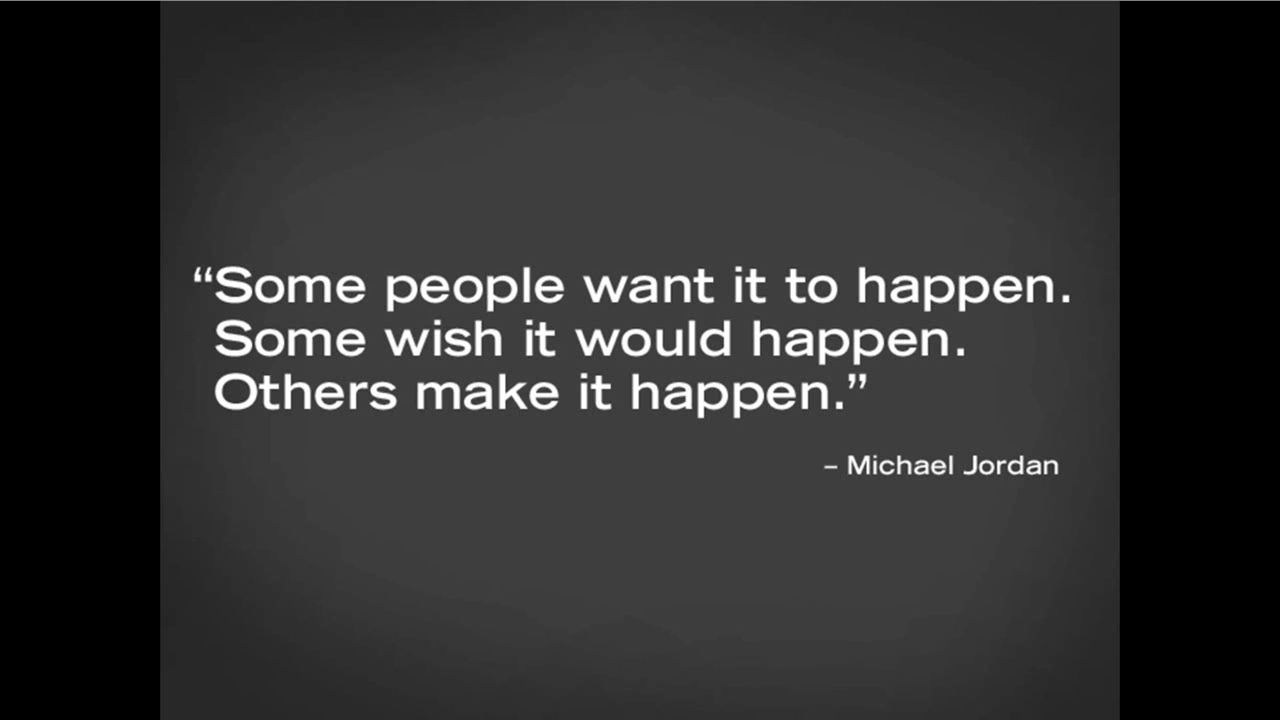 “Some people want it to happen.
Some wish it would happen.
Others make it happen.”
– Michael Jordan